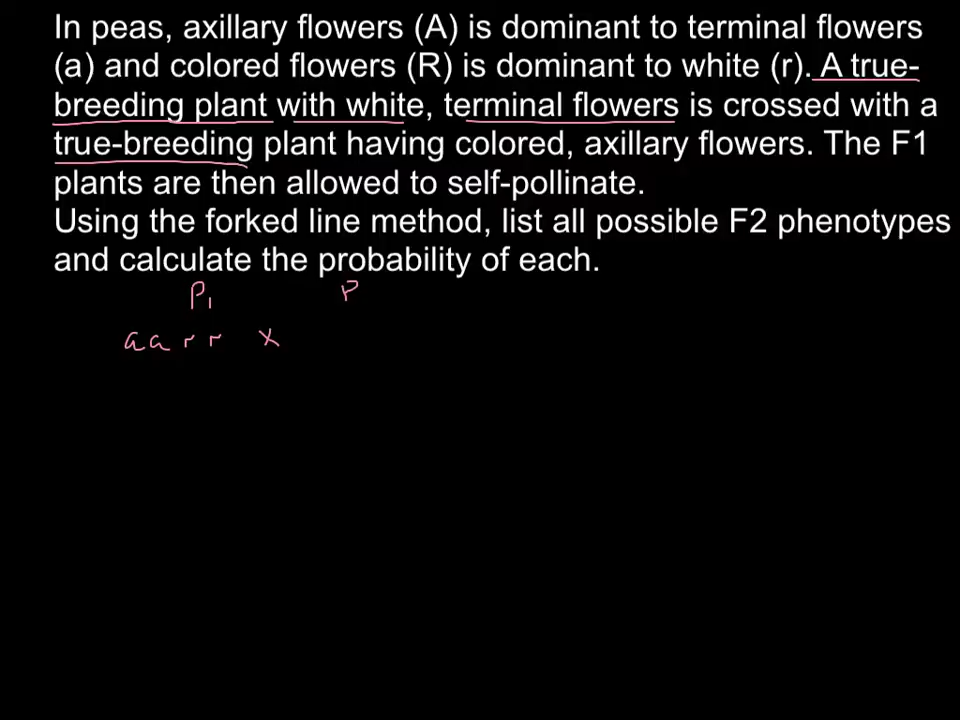 In peas, axillary flowers (A) is dominant to terminal flowers
(a) and colored flowers (R) is dominant to white (r). A true-
breeding plant with white, terminal flowers is crossed with a
true-breeding plant having colored, axillary flowers. The F1
plants are then allowed to self-pollinate.
Using the forked line method, list all possible F2 phenotypes
and calculate the probability of each.
P1 P
aarr x